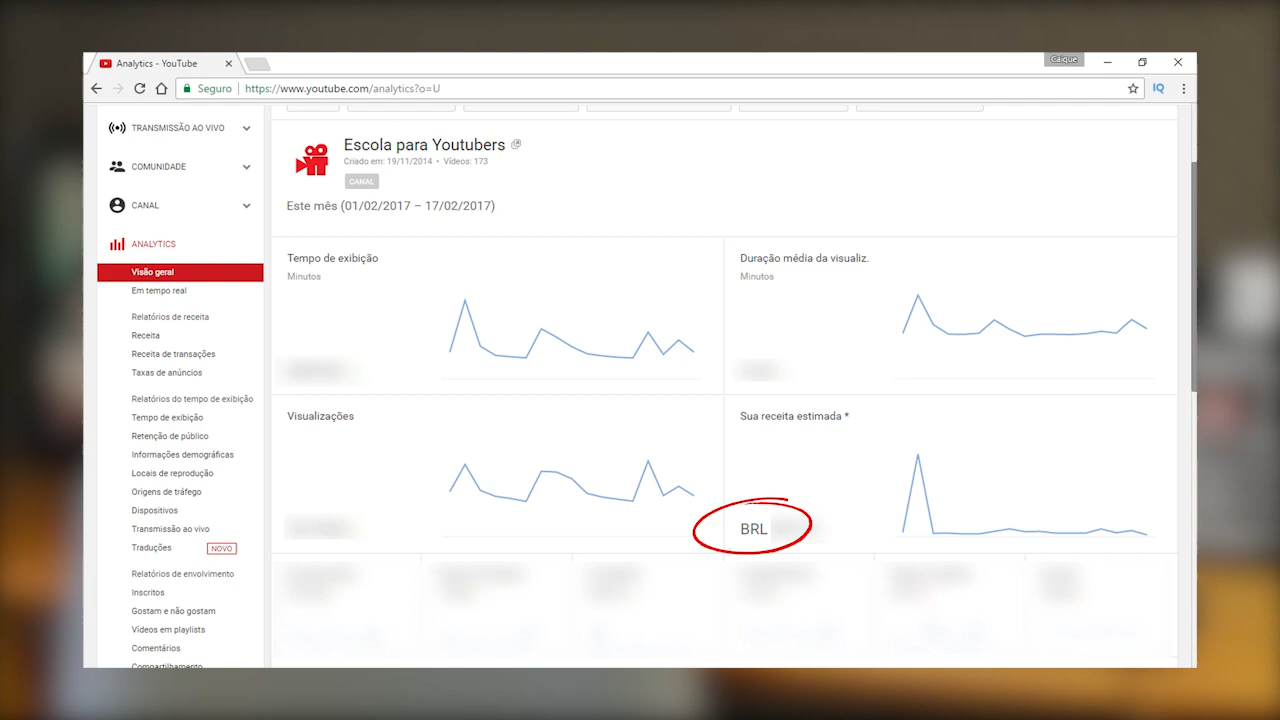 Analytics - YouTube
Caique
Seguro
https://www.youtube.com/analytics?o=U
IQ
TRANSMISSÃO AO VIVO
COMUNIDADE
CANAL
ANALYTICS
Visão geral
Em tempo real
Relatórios de receita
Receita
Receita de transações
Taxas de anúncios
Relatórios do tempo de exibição
Tempo de exibição
Retenção de público
Informações demográficas
Locais de reprodução
Origens de tráfego
Dispositivos
Transmissão ao vivo
Traduções
NOVO
Relatórios de envolvimento
Inscritos
Gostam e não gostam
Vídeos em playlists
Comentários
Compartilhamento
Escola para Youtubers
Criado em: 19/11/2014 • Vídeos: 173
CANAL
Este mês (01/02/2017 – 17/02/2017)
Tempo de exibição
Minutos
Duração média da visualiz.
Minutos
Visualizações
Sua receita estimada *
BRL